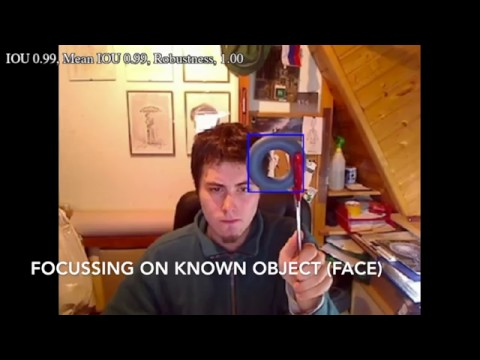 IOU 0.99, Mean IOU 0.99, Robustness, 1.00
FOCUSSING ON KNOWN OBJECT (FACE)